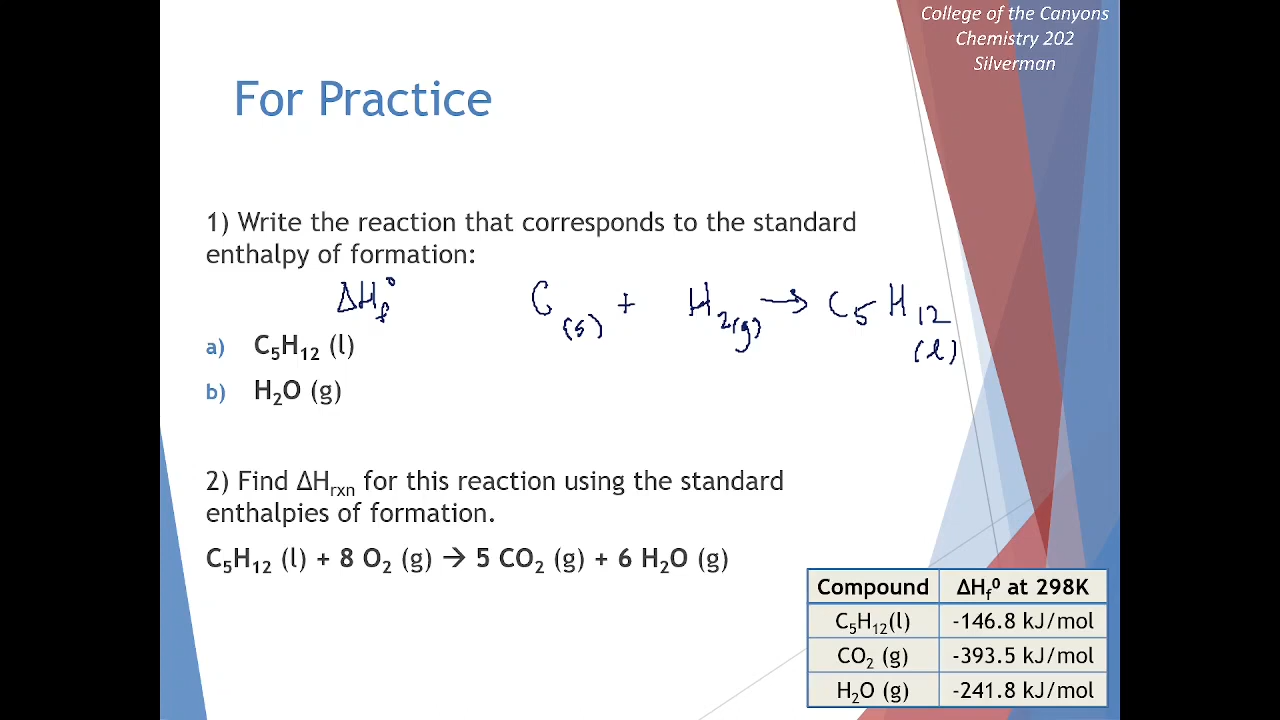 College of the Canyons
Chemistry 202
Silverman
For Practice
1) Write the reaction that corresponds to the standard
enthalpy of formation:
ΔHf° C(s) + H2(g) → C5H12(l)
a) C5H12 (l)
b) H2O (g)
2) Find ΔHrxn for this reaction using the standard
enthalpies of formation.
C5H12 (l) + 8 O2 (g) → 5 CO2 (g) + 6 H2O (g)
Compound ΔHf⁰ at 298K
C5H12(l) -146.8 kJ/mol
CO2 (g) -393.5 kJ/mol
H2O (g) -241.8 kJ/mol